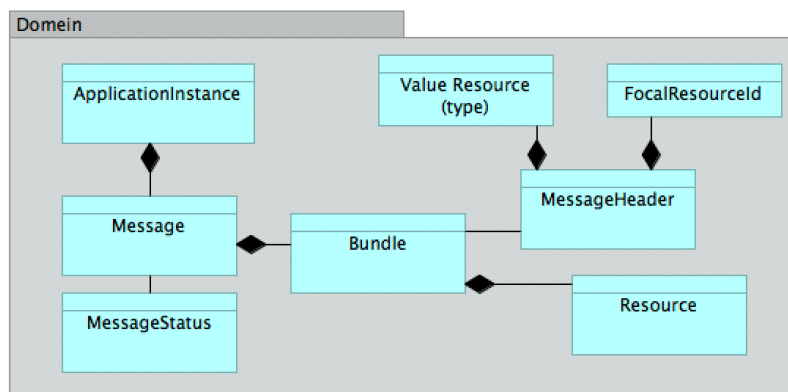 Domein
ApplicationInstance
Value Resource
(type)
FocalResourceId
Message
Bundle
MessageHeader
MessageStatus
Resource